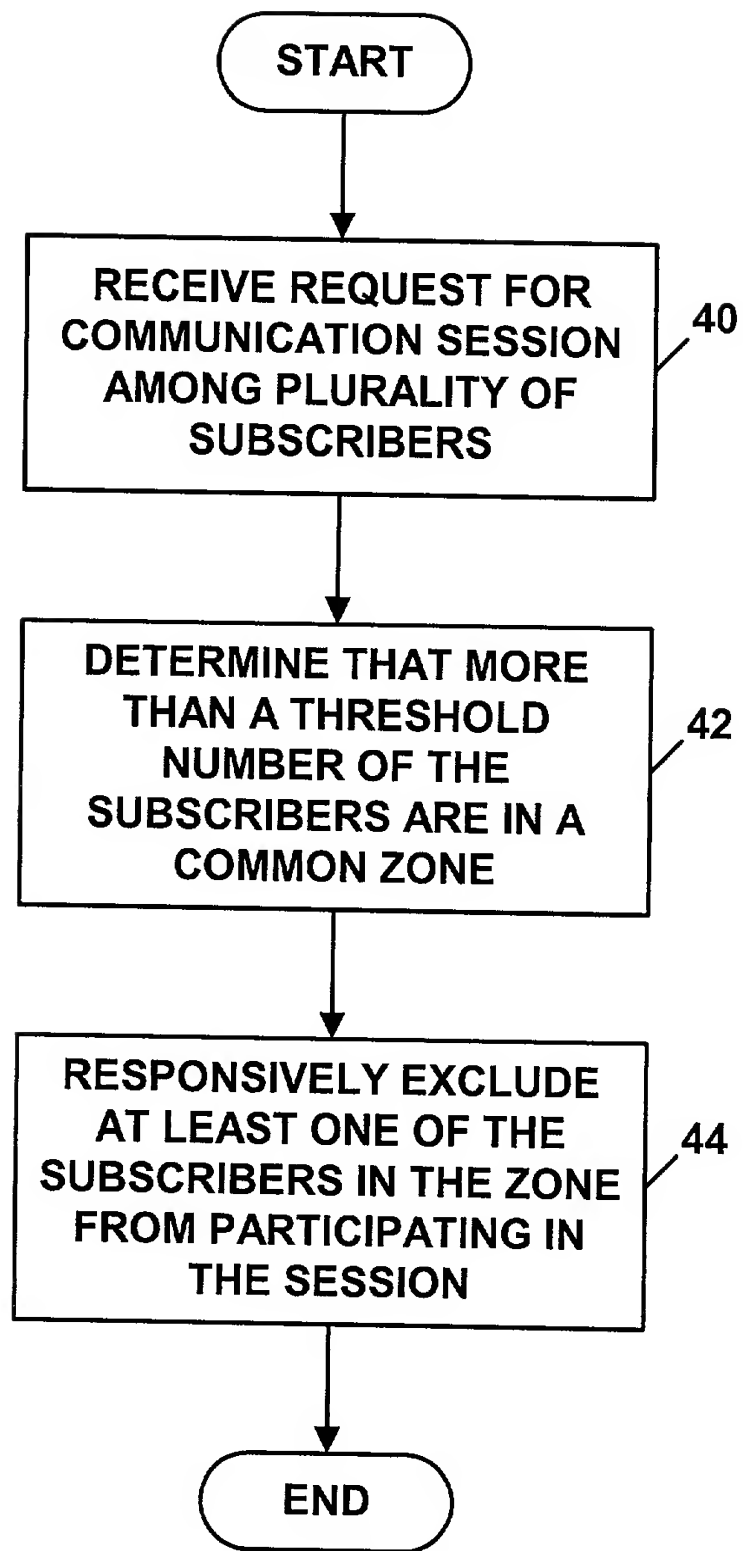 START
RECEIVE REQUEST FOR
COMMUNICATION SESSION
AMONG PLURALITY OF
SUBSCRIBERS
40
DETERMINE THAT MORE
THAN A THRESHOLD
NUMBER OF THE
SUBSCRIBERS ARE IN A
COMMON ZONE
42
RESPONSIVELY EXCLUDE
AT LEAST ONE OF THE
SUBSCRIBERS IN THE ZONE
FROM PARTICIPATING IN
THE SESSION
44
END